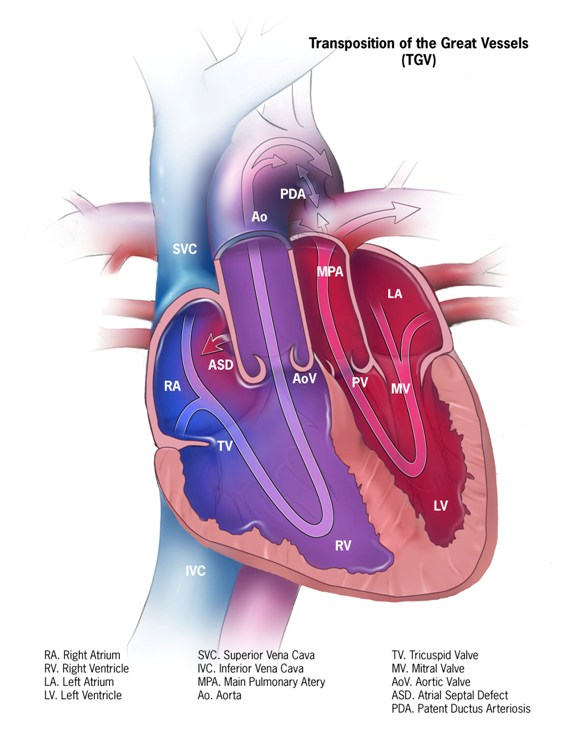 Transposition of the Great Vessels
(TGV)
PDA
Ao
SVC
MPA
LA
ASD
RA
AoV
PV
MV
TV
LV
RV
IVC
RA. Right Atrium
RV. Right Ventricle
LA. Left Atrium
LV. Left Ventricle
SVC. Superior Vena Cava
IVC. Inferior Vena Cava
MPA. Main Pulmonary Atery
Ao. Aorta
TV. Tricuspid Valve
MV. Mitral Valve
AoV. Aortic Valve
ASD. Atrial Septal Defect
PDA. Patent Ductus Arteriosis